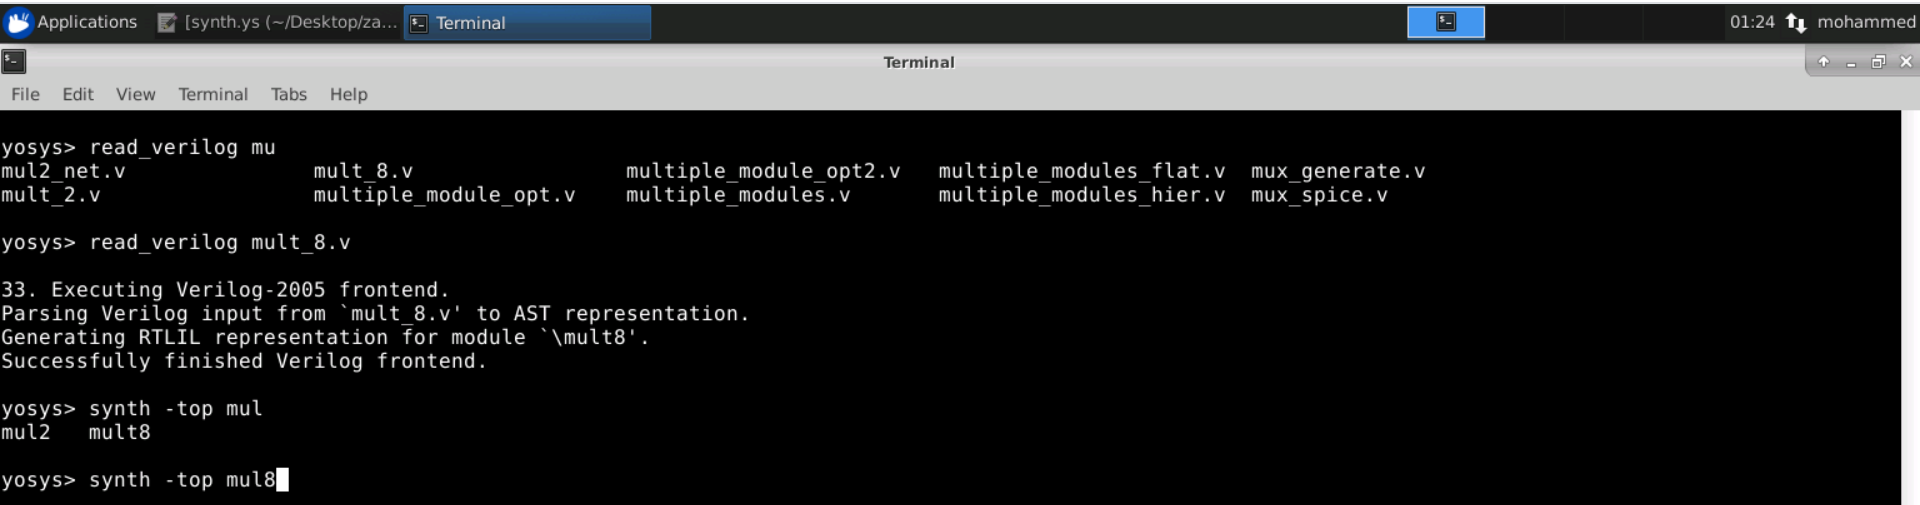 Applications [synth.ys (~/Desktop/za... Terminal 01:24 mohammed
Terminal
File Edit View Terminal Tabs Help
yosys> read_verilog mu
mul2_net.v mult_8.v multiple_module_opt2.v multiple_modules_flat.v mux_generate.v
mult_2.v multiple_module_opt.v multiple_modules.v multiple_modules_hier.v mux_spice.v
yosys> read_verilog mult_8.v
33. Executing Verilog-2005 frontend.
Parsing Verilog input from `mult_8.v' to AST representation.
Generating RTLIL representation for module `\mult8'.
Successfully finished Verilog frontend.
yosys> synth -top mul
mul2 mult8
yosys> synth -top mul8